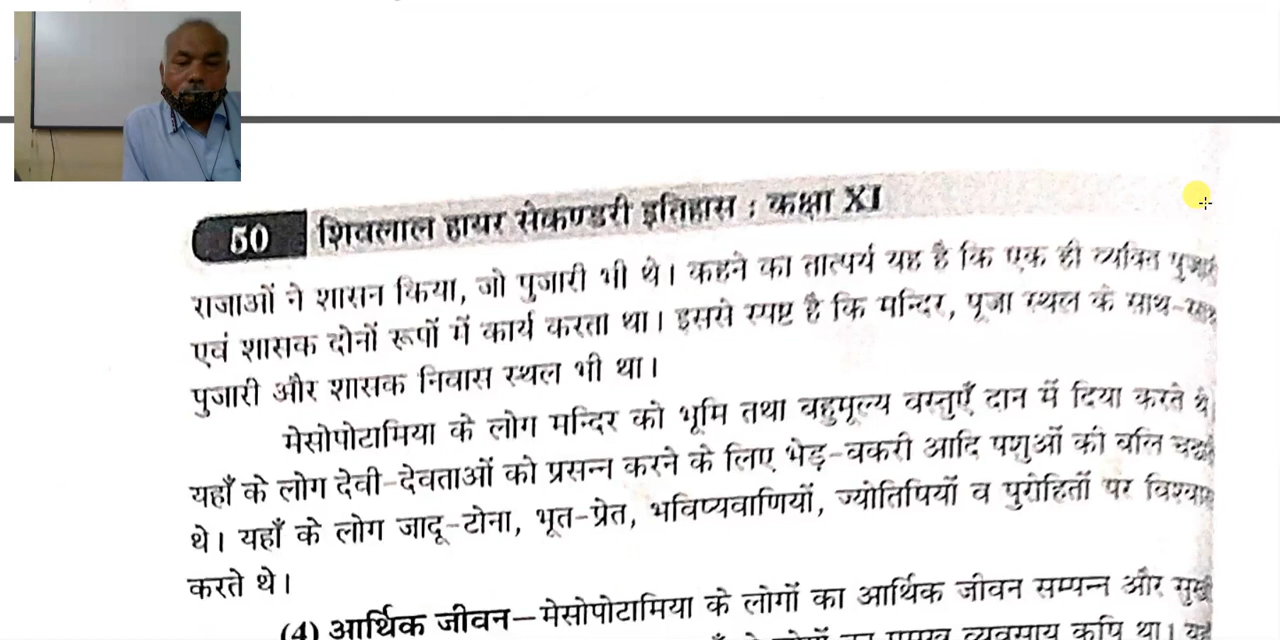 50 शिवलाल हायर सेकण्डरी इतिहास : कक्षा XI
राजाओं ने शासन किया, जो पुजारी भी थे। कहने का तात्पर्य यह है कि एक ही व्यक्ति
एवं शासक दोनों रूपों में कार्य करता था। इससे स्पष्ट है कि मन्दिर, पूजा स्थल के साथ-
पुजारी और शासक निवास स्थल भी था।
मेसोपोटामिया के लोग मन्दिर को भूमि तथा बहुमूल्य वस्तुएँ दान में दिया करते थे
यहाँ के लोग देवी-देवताओं को प्रसन्न करने के लिए भेड़-बकरी आदि पशुओं की बलि
थे। यहाँ के लोग जादू-टोना, भूत-प्रेत, भविष्यवाणियों, ज्योतिषियों व पुरोहितों पर
करते थे।
(4) आर्थिक जीवन–मेसोपोटामिया के लोगों का आर्थिक जीवन सम्पन्न और
व्यवसाय कृषि था।